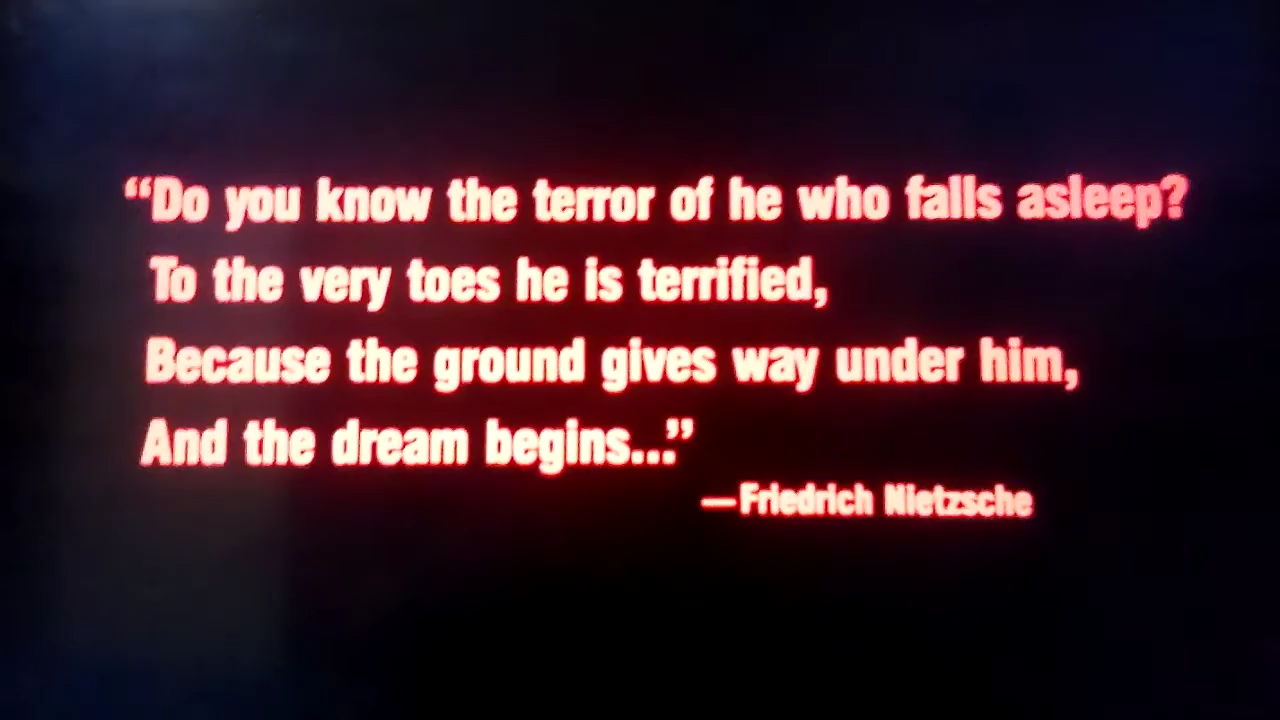 “Do you know the terror of he who falls asleep?
To the very toes he is terrified,
Because the ground gives way under him,
And the dream begins...”
—Friedrich Nietzsche